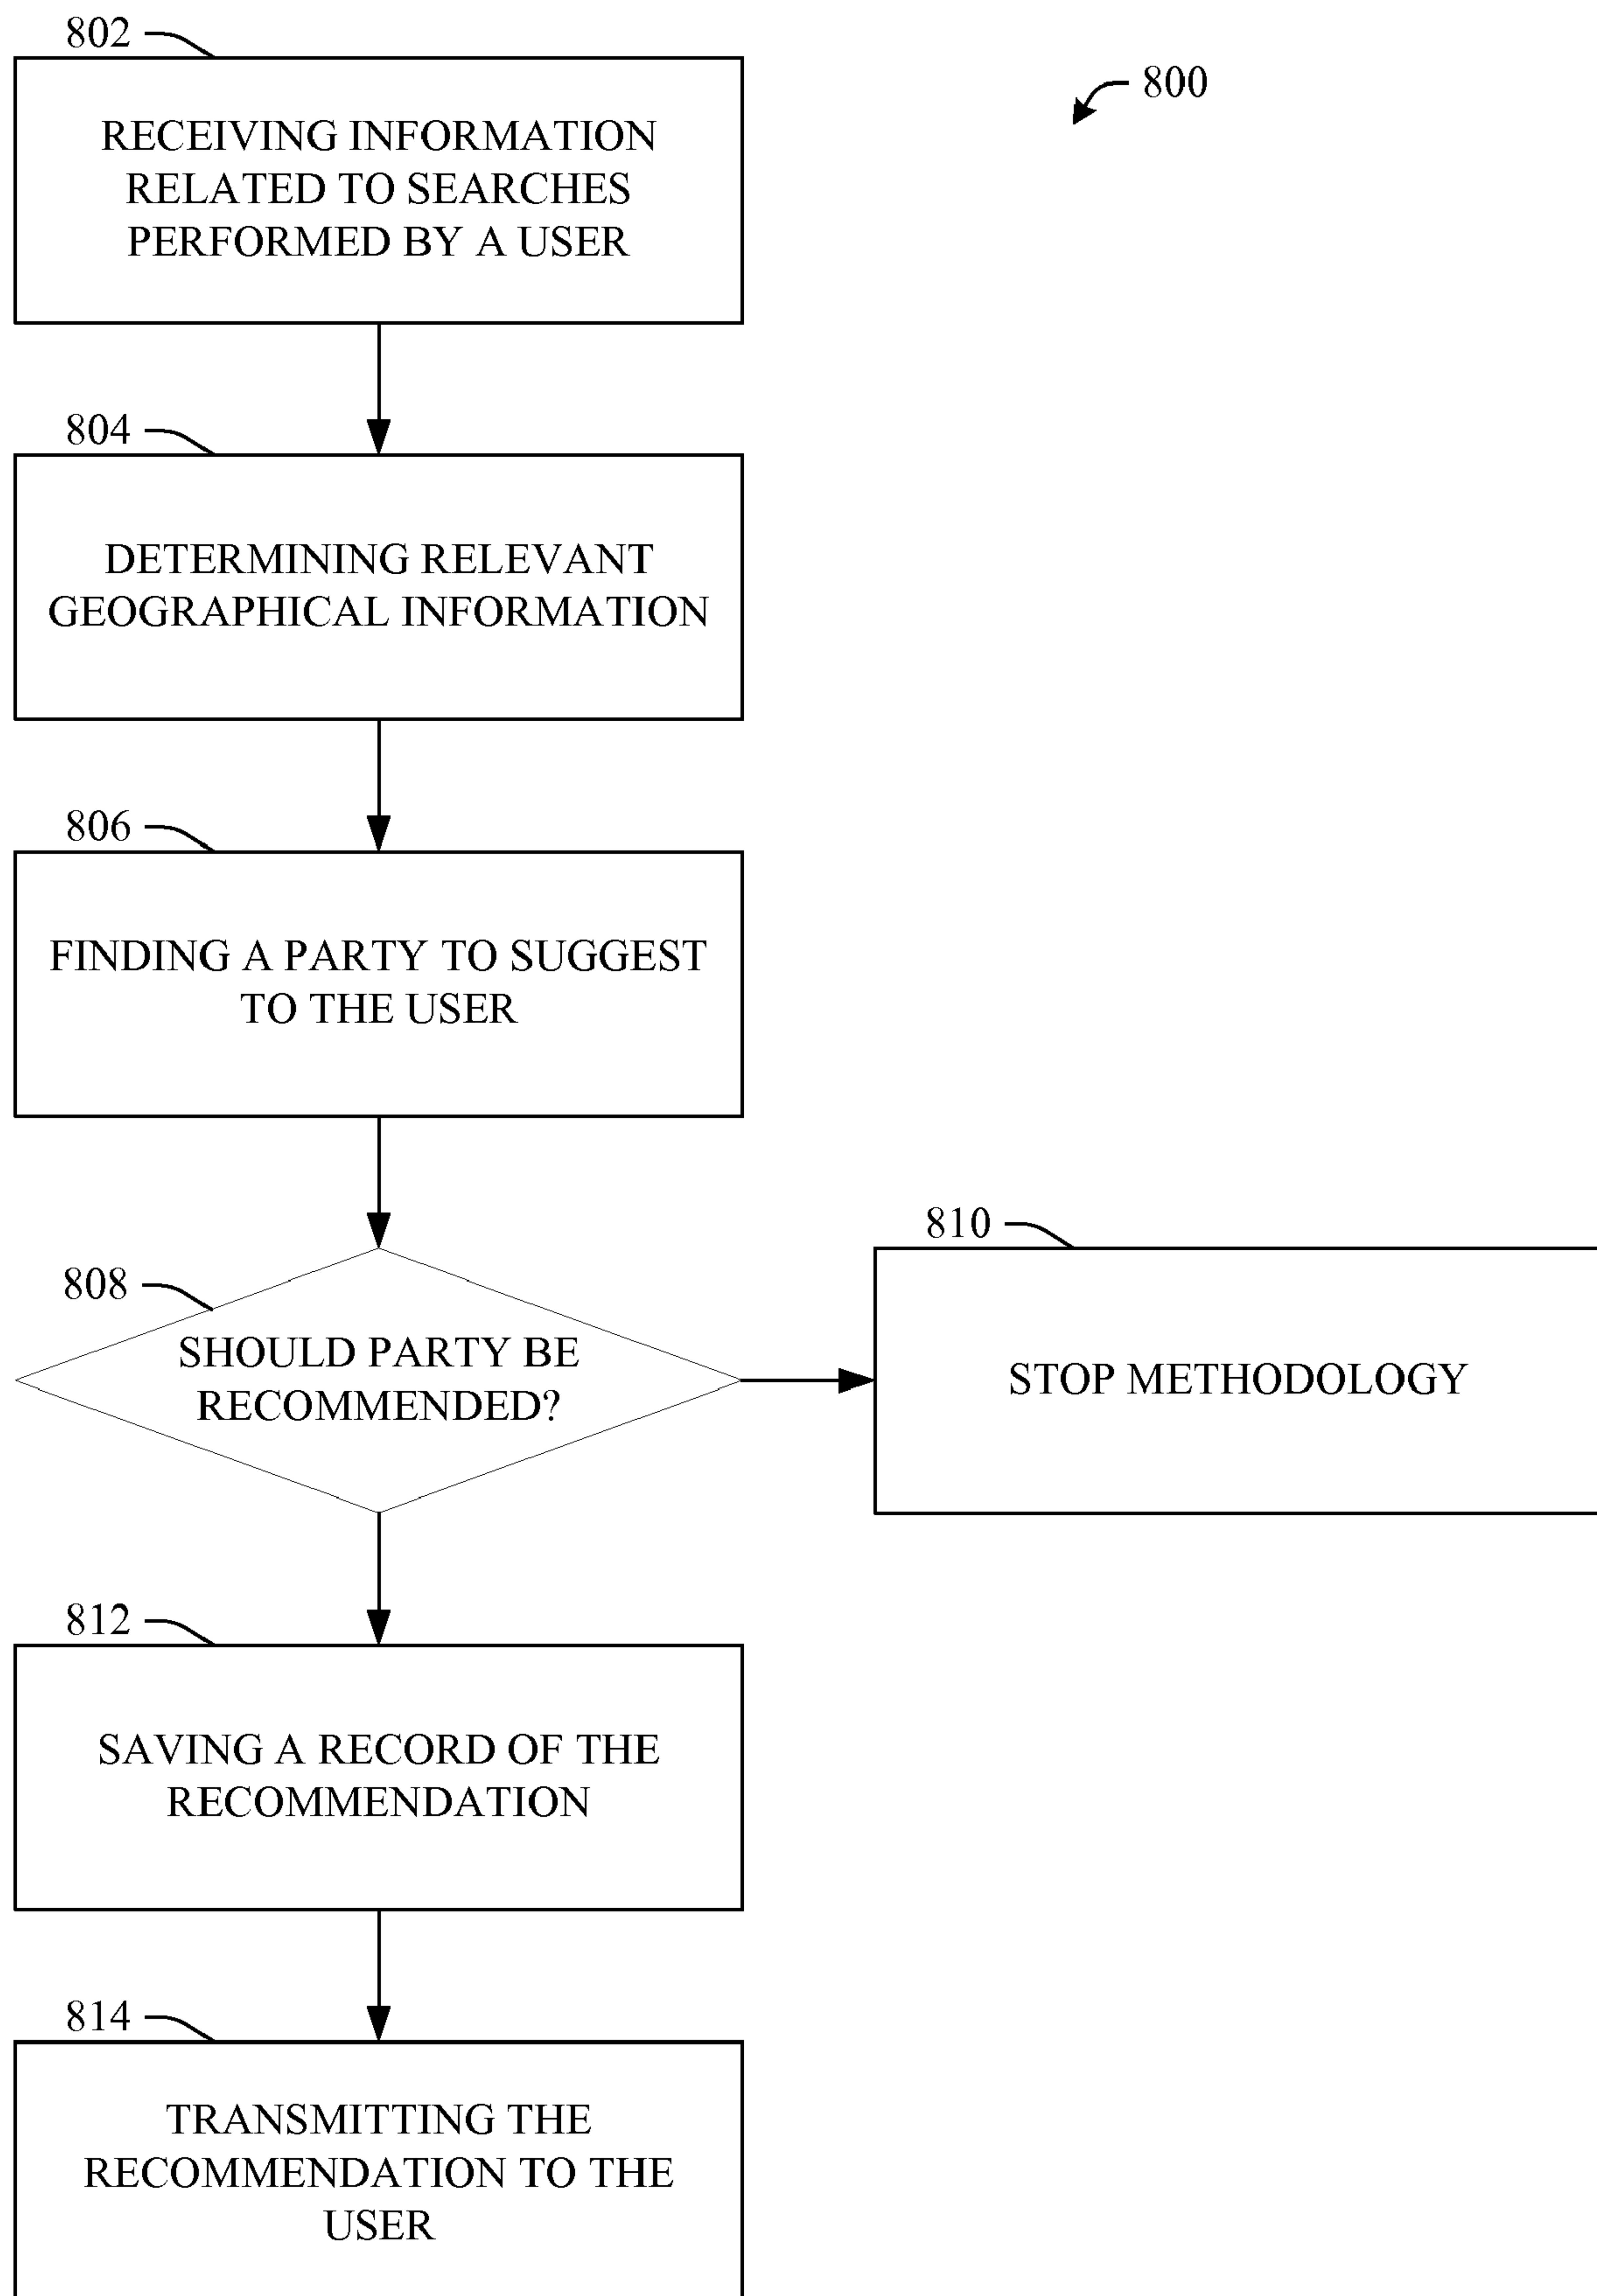 802
800
RECEIVING INFORMATION
RELATED TO SEARCHES
PERFORMED BY A USER
804
DETERMINING RELEVANT
GEOGRAPHICAL INFORMATION
806
FINDING A PARTY TO SUGGEST
TO THE USER
808
SHOULD PARTY BE
RECOMMENDED?
810
STOP METHODOLOGY
812
SAVING A RECORD OF THE
RECOMMENDATION
814
TRANSMITTING THE
RECOMMENDATION TO THE
USER